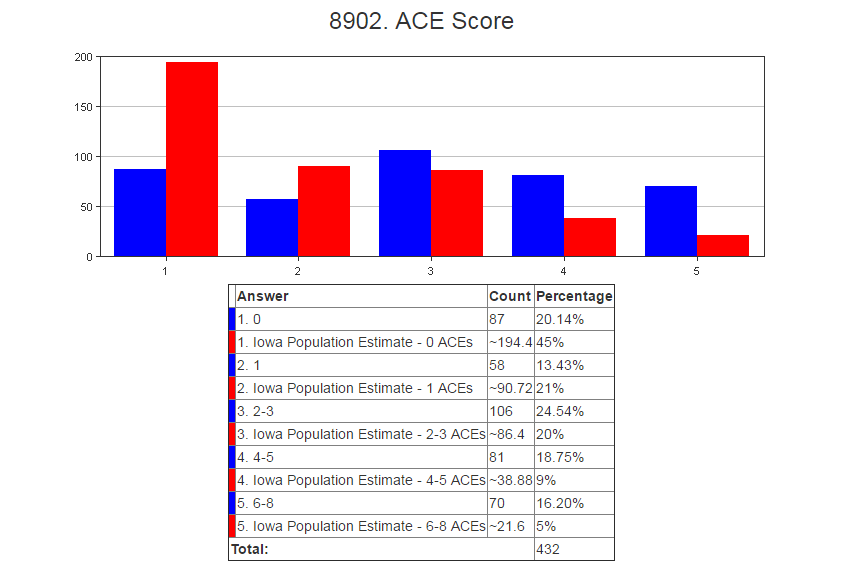 8902. ACE Score
200
150
100
50
0
1 2 3 4 5
Answer Count Percentage
1. 0 87 20.14%
1. Iowa Population Estimate - 0 ACEs ~194.4 45%
2. 1 58 13.43%
2. Iowa Population Estimate - 1 ACEs ~90.72 21%
3. 2-3 106 24.54%
3. Iowa Population Estimate - 2-3 ACEs ~86.4 20%
4. 4-5 81 18.75%
4. Iowa Population Estimate - 4-5 ACEs ~38.88 9%
5. 6-8 70 16.20%
5. Iowa Population Estimate - 6-8 ACEs ~21.6 5%
Total: 432